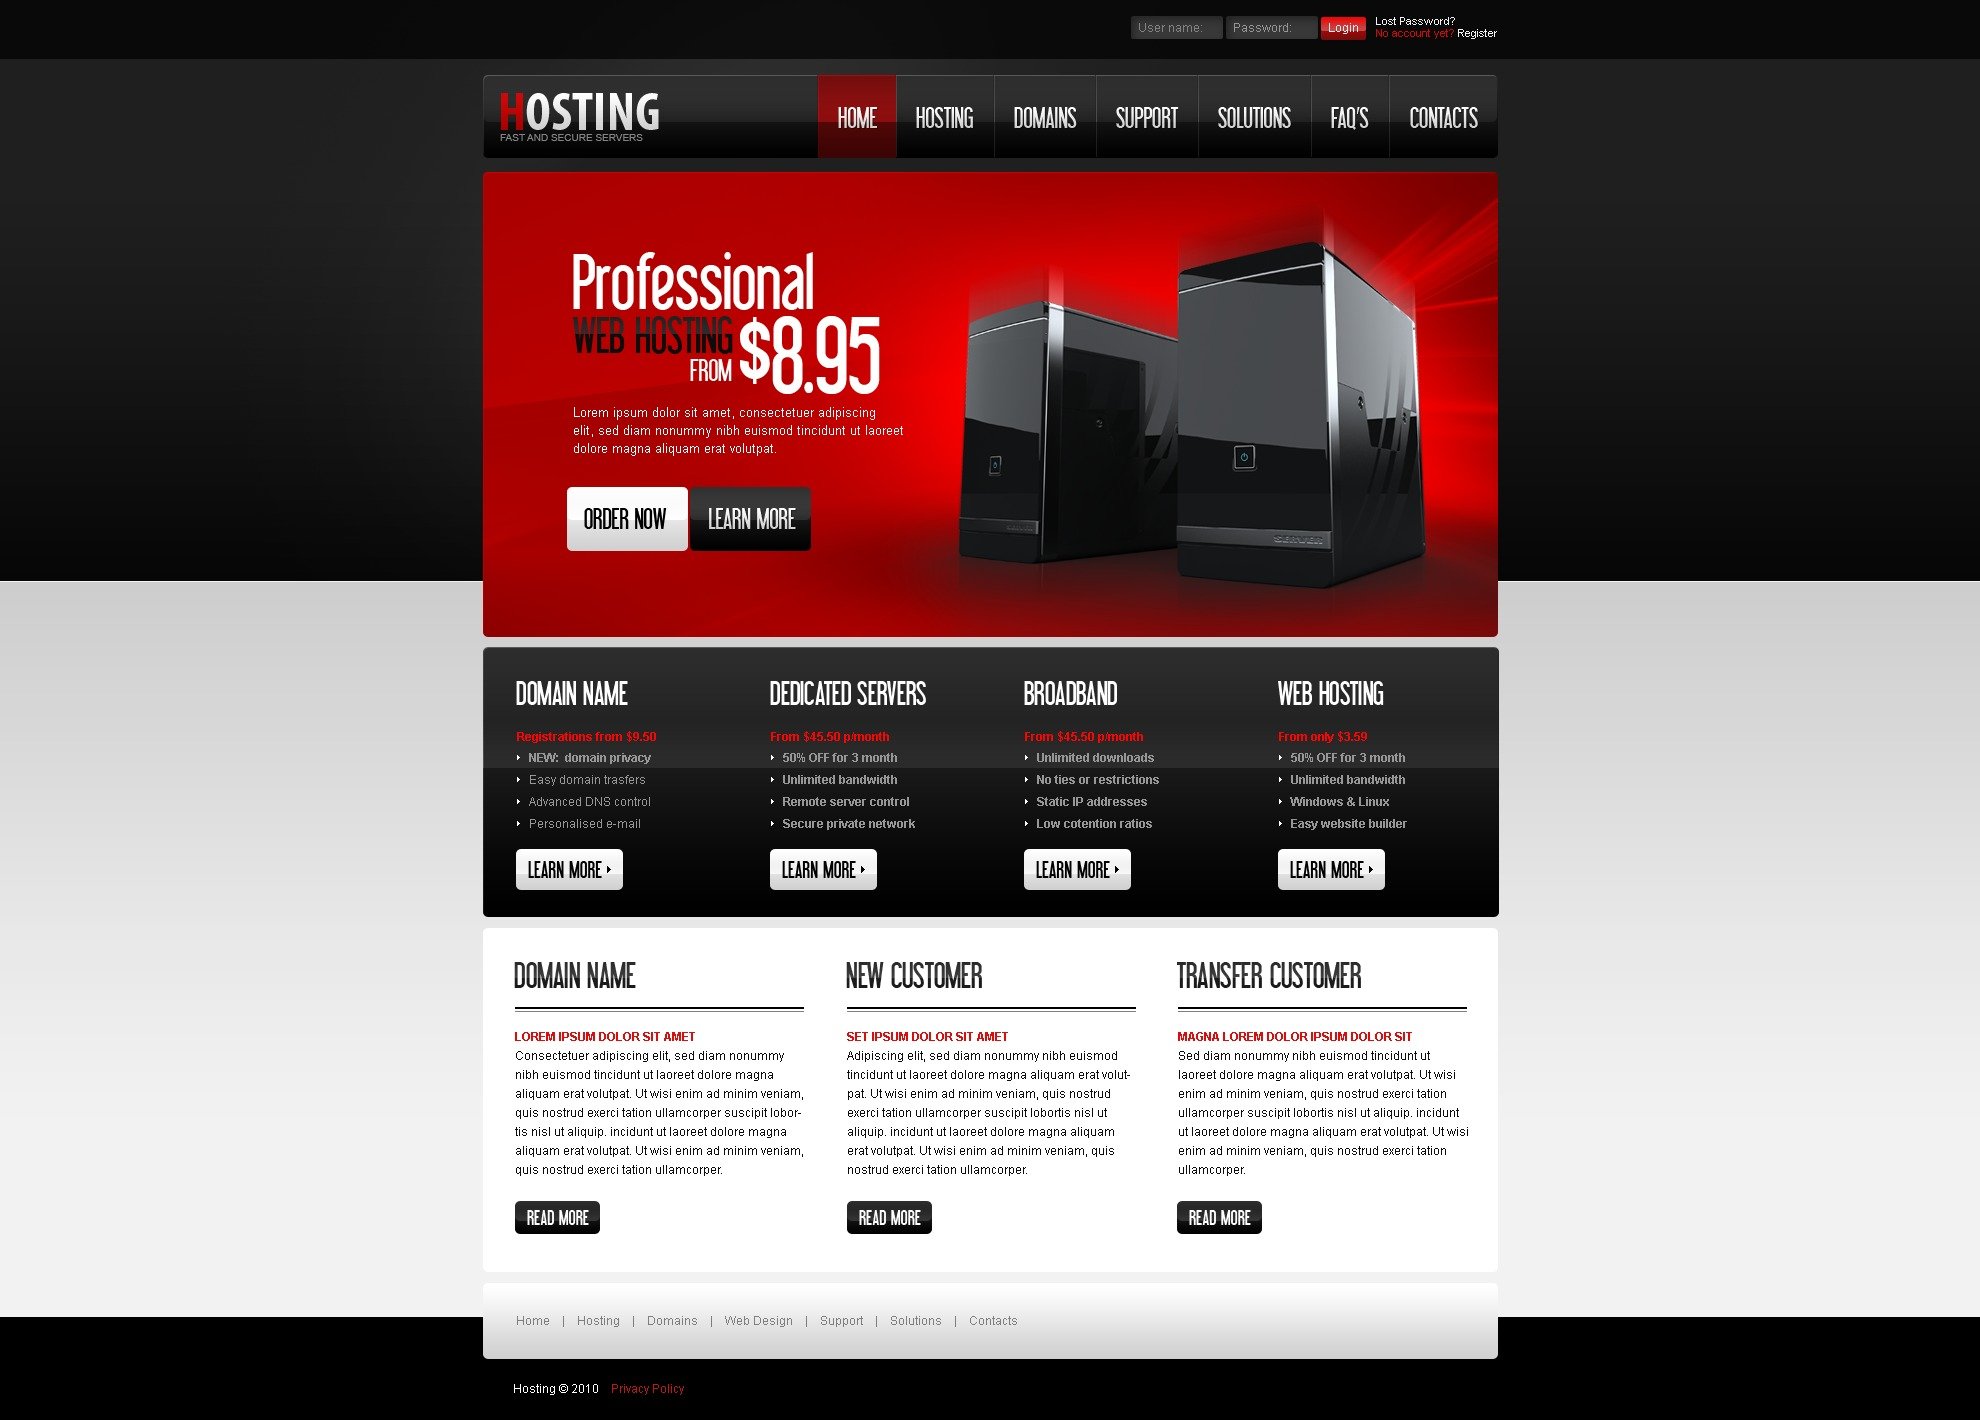 User name:
Password:
Login
Lost Password?
No account yet? Register
HOSTING
FAST AND SECURE SERVERS
HOME
HOSTING
DOMAINS
SUPPORT
SOLUTIONS
FAQ'S
CONTACTS
Professional
WEB HOSTING
FROM $8.95
Lorem ipsum dolor sit amet, consectetuer adipiscing
elit, sed diam nonummy nibh euismod tincidunt ut laoreet
dolore magna aliquam erat volutpat.
ORDER NOW
LEARN MORE
SERVER
SERVER
DOMAIN NAME
Registrations from $9.50
NEW: domain privacy
Easy domain trasfers
Advanced DNS control
Personalised e-mail
LEARN MORE
DEDICATED SERVERS
From $45.50 p/month
50% OFF for 3 month
Unlimited bandwidth
Remote server control
Secure private network
LEARN MORE
BROADBAND
From $45.50 p/month
Unlimited downloads
No ties or restrictions
Static IP addresses
Low cotention ratios
LEARN MORE
WEB HOSTING
From only $3.59
50% OFF for 3 month
Unlimited bandwidth
Windows & Linux
Easy website builder
LEARN MORE
DOMAIN NAME
LOREM IPSUM DOLOR SIT AMET
Consectetuer adipiscing elit, sed diam nonummy
nibh euismod tincidunt ut laoreet dolore magna
aliquam erat volutpat. Ut wisi enim ad minim veniam,
quis nostrud exerci tation ullamcorper suscipit lobor-
tis nisl ut aliquip. incidunt ut laoreet dolore magna
aliquam erat volutpat. Ut wisi enim ad minim veniam,
quis nostrud exerci tation ullamcorper.
READ MORE
NEW CUSTOMER
SET IPSUM DOLOR SIT AMET
Adipiscing elit, sed diam nonummy nibh euismod
tincidunt ut laoreet dolore magna aliquam erat volut-
pat. Ut wisi enim ad minim veniam, quis nostrud
exerci tation ullamcorper suscipit lobortis nisl ut
aliquip. incidunt ut laoreet dolore magna aliquam
erat volutpat. Ut wisi enim ad minim veniam, quis
nostrud exerci tation ullamcorper.
READ MORE
TRANSFER CUSTOMER
MAGNA LOREM DOLOR IPSUM DOLOR SIT
Sed diam nonummy nibh euismod tincidunt ut
laoreet dolore magna aliquam erat volutpat. Ut wisi
enim ad minim veniam, quis nostrud exerci tation
ullamcorper suscipit lobortis nisl ut aliquip. incidunt
ut laoreet dolore magna aliquam erat volutpat. Ut wisi
enim ad minim veniam, quis nostrud exerci tation
ullamcorper.
READ MORE
Home | Hosting | Domains | Web Design | Support | Solutions | Contacts
Hosting © 2010 Privacy Policy